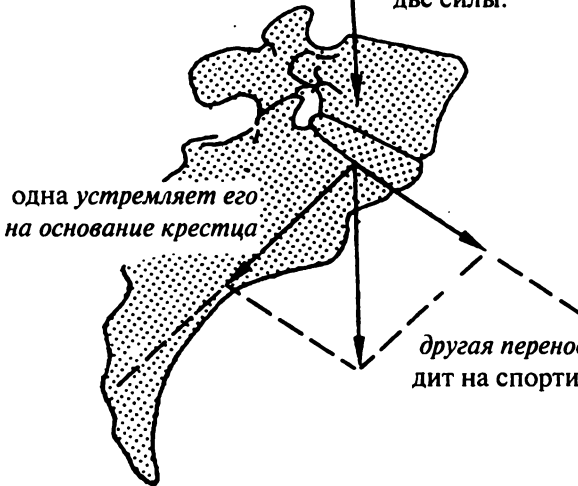 две силы:
одна устремляет его
на основание крестца
другая перенос
дит на спорти